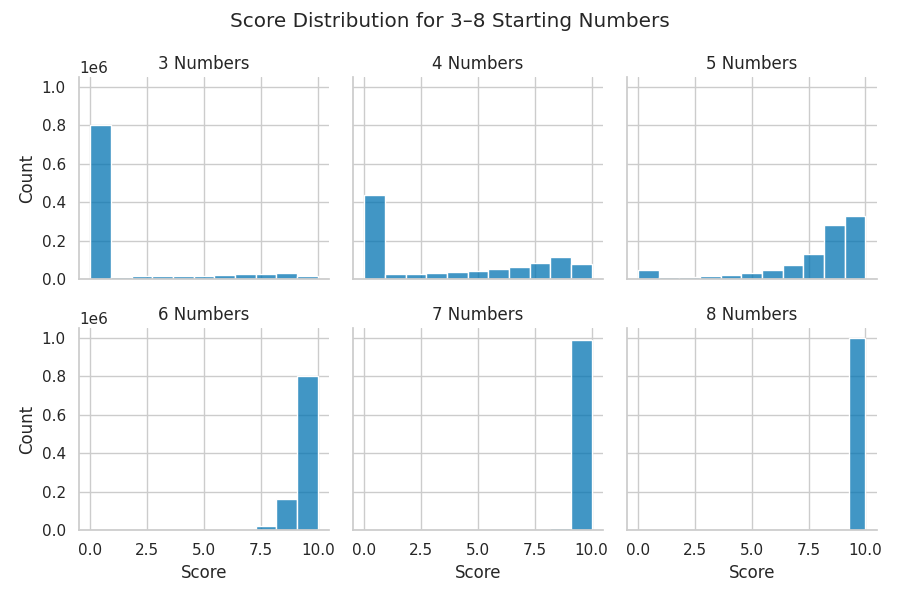 Score Distribution for 3–8 Starting Numbers
1e6
3 Numbers
4 Numbers
5 Numbers
1.0
0.8
0.6
0.4
0.2
0.0
Count
1e6
6 Numbers
7 Numbers
8 Numbers
1.0
0.8
0.6
0.4
0.2
0.0
Count
0.0 2.5 5.0 7.5 10.0
0.0 2.5 5.0 7.5 10.0
0.0 2.5 5.0 7.5 10.0
Score
Score
Score